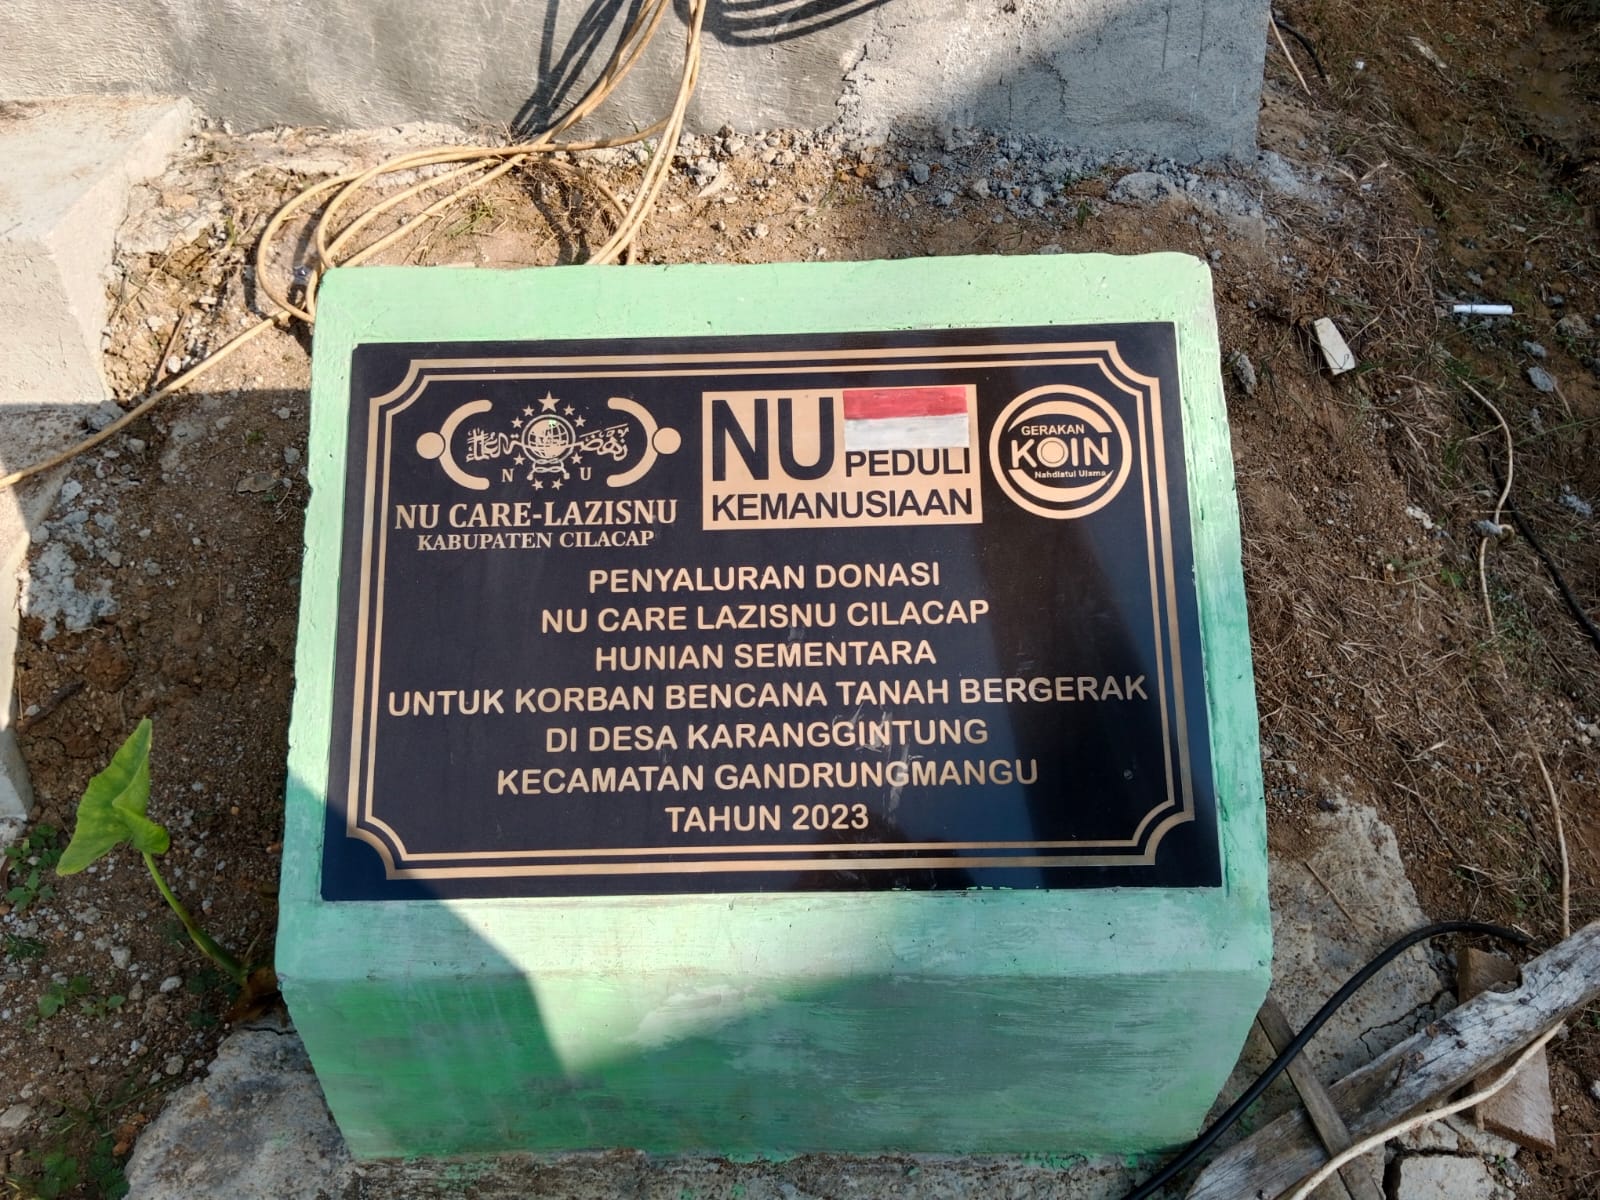 N U
NU CARE-LAZISNU
KABUPATEN CILACAP
NU PEDULI
KEMANUSIAAN
GERAKAN
KOIN
Nahdlatul Ulama
PENYALURAN DONASI
NU CARE LAZISNU CILACAP
HUNIAN SEMENTARA
UNTUK KORBAN BENCANA TANAH BERGERAK
DI DESA KARANGGINTUNG
KECAMATAN GANDRUNGMANGU
TAHUN 2023